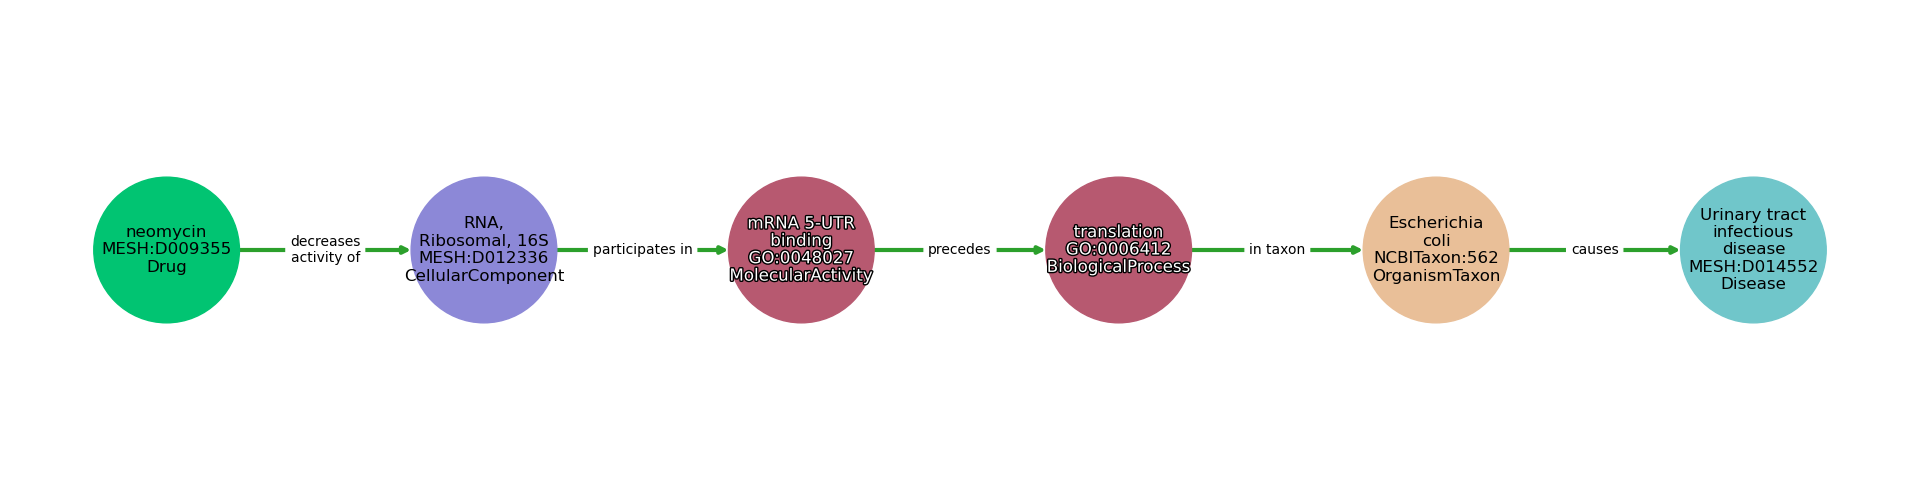 neomycin
MESH:D009355
Drug
decreases
activity of
RNA,
Ribosomal, 16S
MESH:D012336
CellularComponent
participates in
mRNA 5-UTR
binding
GO:0048027
MolecularActivity
precedes
translation
GO:0006412
BiologicalProcess
in taxon
Escherichia
coli
NCBITaxon:562
OrganismTaxon
causes
Urinary tract
infectious
disease
MESH:D014552
Disease